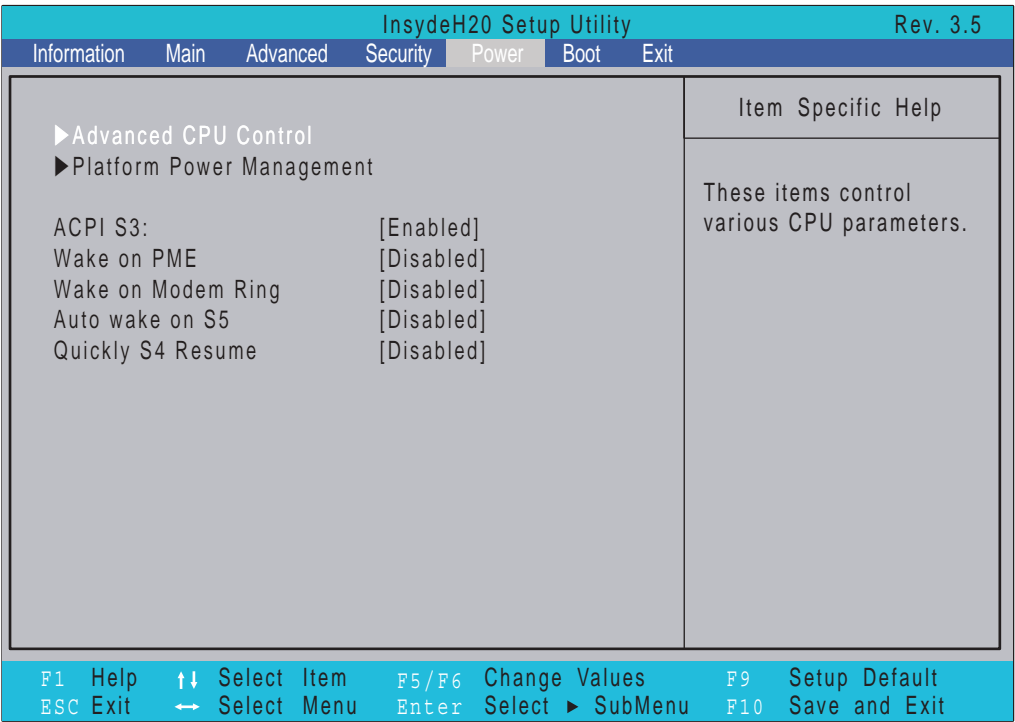 InsydeH20 Setup Utility Rev. 3.5
Information Main Advanced Security Power Boot Exit
Item Specific Help
▶Advanced CPU Control
▶Platform Power Management
These items control
various CPU parameters.
ACPI S3: [Enabled]
Wake on PME [Disabled]
Wake on Modem Ring [Disabled]
Auto wake on S5 [Disabled]
Quickly S4 Resume [Disabled]
F1 Help ↑↓ Select Item F5/F6 Change Values F9 Setup Default
ESC Exit ↔ Select Menu Enter Select ▶ SubMenu F10 Save and Exit